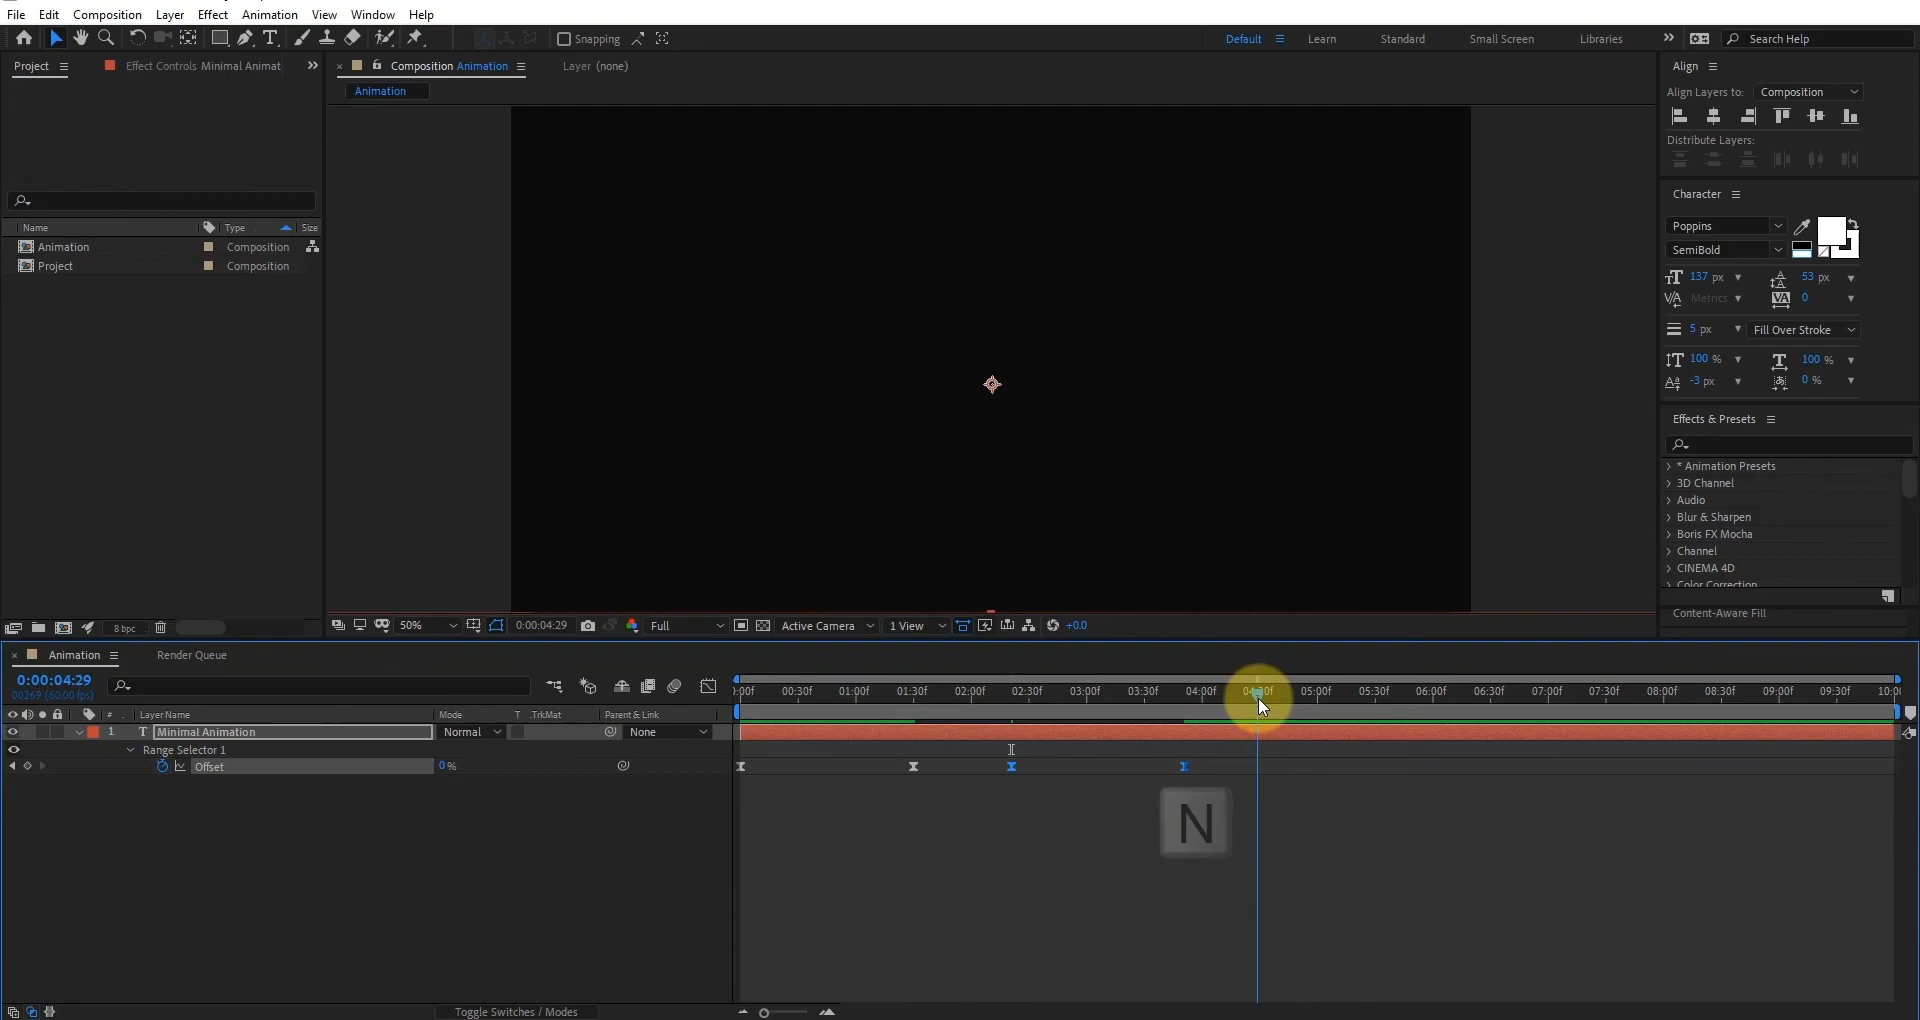 File Edit Composition Layer Effect Animation View Window Help
Snapping
Default Learn Standard Small Screen Libraries Search Help
Project Effect Controls Minimal Animat
Composition Animation Layer (none)
Animation
Align
Align Layers to: Composition
Distribute Layers:
Character
Poppins
SemiBold
137 px 53 px
Metrics 0
5 px Fill Over Stroke
100 % 100 %
-3 px 0 %
Name Type Size
Animation Composition
Project Composition
Effects & Presets
* Animation Presets
3D Channel
Audio
Blur & Sharpen
Boris FX Mocha
Channel
CINEMA 4D
Color Correction
Content-Aware Fill
8 bpc
50% 0:00:04:29 Full Active Camera 1 View +0.0
Animation Render Queue
0:00:04:29
00269 (60.00 fps)
:00f 00:30f 01:00f 01:30f 02:00f 02:30f 03:00f 03:30f 04:00f 04:30f 05:00f 05:30f 06:00f 06:30f 07:00f 07:30f 08:00f 08:30f 09:00f 09:30f 10:0
# Layer Name Mode T .TrkMat Parent & Link
1 T Minimal Animation Normal None
Range Selector 1
Offset 0 %
N
Toggle Switches / Modes